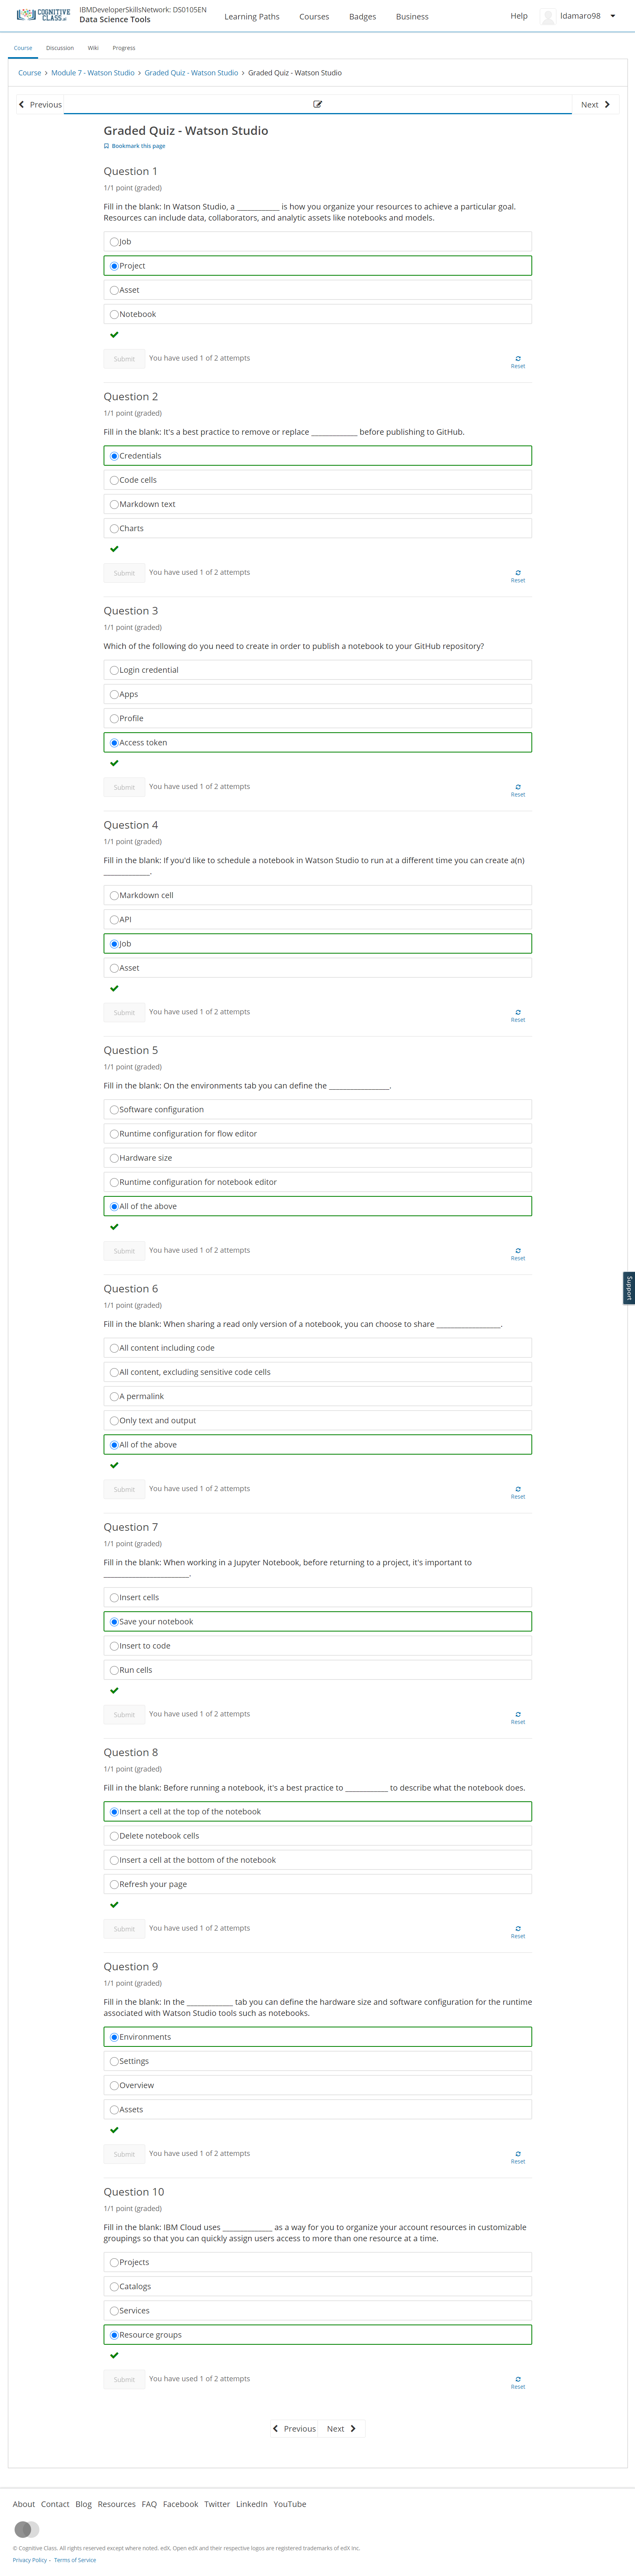 COGNITIVE
CLASS.ai
IBMDeveloperSkillsNetwork: DS0105EN
Data Science Tools
Learning Paths Courses Badges Business
Help ldamaro98
Course Discussion Wiki Progress
Course > Module 7 - Watson Studio > Graded Quiz - Watson Studio > Graded Quiz - Watson Studio
Previous Next
Graded Quiz - Watson Studio
Bookmark this page
Question 1
1/1 point (graded)
Fill in the blank: In Watson Studio, a ____________ is how you organize your resources to achieve a particular goal.
Resources can include data, collaborators, and analytic assets like notebooks and models.
Job
Project
Asset
Notebook
Submit You have used 1 of 2 attempts
Reset
Question 2
1/1 point (graded)
Fill in the blank: It's a best practice to remove or replace _____________ before publishing to GitHub.
Credentials
Code cells
Markdown text
Charts
Submit You have used 1 of 2 attempts
Reset
Question 3
1/1 point (graded)
Which of the following do you need to create in order to publish a notebook to your GitHub repository?
Login credential
Apps
Profile
Access token
Submit You have used 1 of 2 attempts
Reset
Question 4
1/1 point (graded)
Fill in the blank: If you'd like to schedule a notebook in Watson Studio to run at a different time you can create a(n)
_____________.
Markdown cell
API
Job
Asset
Submit You have used 1 of 2 attempts
Reset
Question 5
1/1 point (graded)
Fill in the blank: On the environments tab you can define the _________________.
Software configuration
Runtime configuration for flow editor
Hardware size
Runtime configuration for notebook editor
All of the above
Submit You have used 1 of 2 attempts
Reset
Support
Question 6
1/1 point (graded)
Fill in the blank: When sharing a read only version of a notebook, you can choose to share __________________.
All content including code
All content, excluding sensitive code cells
A permalink
Only text and output
All of the above
Submit You have used 1 of 2 attempts
Reset
Question 7
1/1 point (graded)
Fill in the blank: When working in a Jupyter Notebook, before returning to a project, it's important to
________________________.
Insert cells
Save your notebook
Insert to code
Run cells
Submit You have used 1 of 2 attempts
Reset
Question 8
1/1 point (graded)
Fill in the blank: Before running a notebook, it's a best practice to ____________ to describe what the notebook does.
Insert a cell at the top of the notebook
Delete notebook cells
Insert a cell at the bottom of the notebook
Refresh your page
Submit You have used 1 of 2 attempts
Reset
Question 9
1/1 point (graded)
Fill in the blank: In the _____________ tab you can define the hardware size and software configuration for the runtime
associated with Watson Studio tools such as notebooks.
Environments
Settings
Overview
Assets
Submit You have used 1 of 2 attempts
Reset
Question 10
1/1 point (graded)
Fill in the blank: IBM Cloud uses ______________ as a way for you to organize your account resources in customizable
groupings so that you can quickly assign users access to more than one resource at a time.
Projects
Catalogs
Services
Resource groups
Submit You have used 1 of 2 attempts
Reset
Previous Next
About Contact Blog Resources FAQ Facebook Twitter LinkedIn YouTube
© Cognitive Class. All rights reserved except where noted. edX, Open edX and their respective logos are registered trademarks of edX Inc.
Privacy Policy - Terms of Service